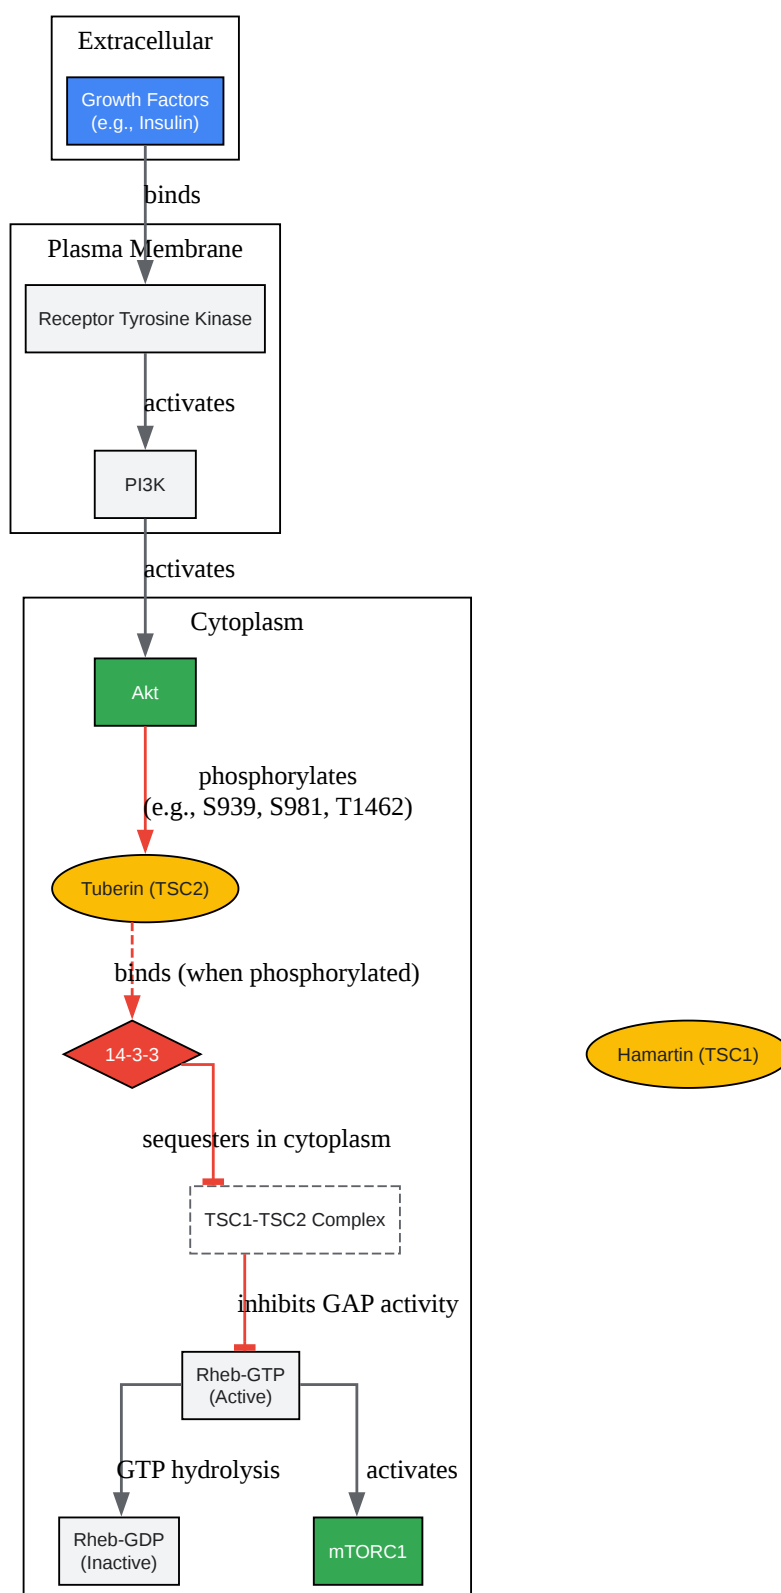 Extracellular
Growth Factors
(e.g., Insulin)
binds
Plasma Membrane
Receptor Tyrosine Kinase
activates
PI3K
activates
Cytoplasm
Akt
phosphorylates
(e.g., S939, S981, T1462)
Tuberin (TSC2)
binds (when phosphorylated)
14-3-3
Hamartin (TSC1)
sequesters in cytoplasm
TSC1-TSC2 Complex
inhibits GAP activity
Rheb-GTP
(Active)
GTP hydrolysis
activates
Rheb-GDP
(Inactive)
mTORC1